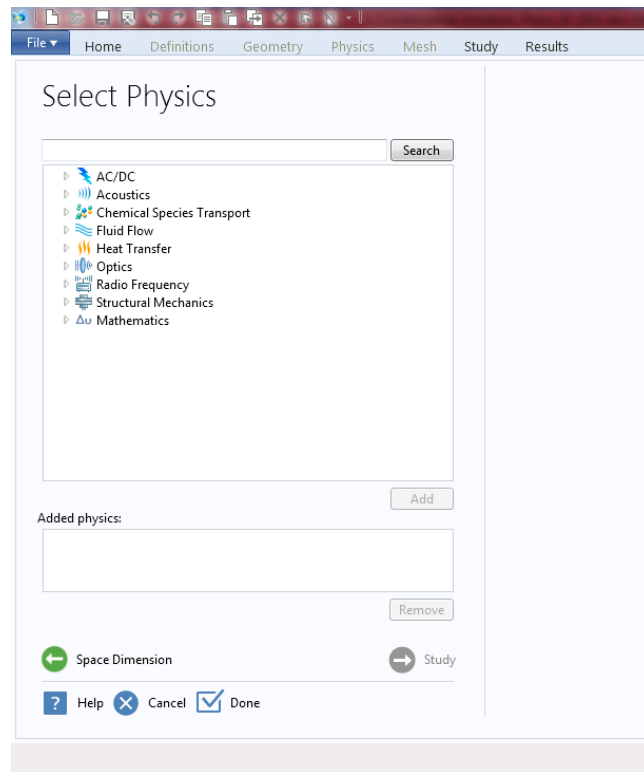 File Home Definitions Geometry Physics Mesh Study Results
Select Physics
Search
AC/DC
Acoustics
Chemical Species Transport
Fluid Flow
Heat Transfer
Optics
Radio Frequency
Structural Mechanics
Δu Mathematics
Add
Added physics:
Remove
Space Dimension Study
? Help Cancel Done